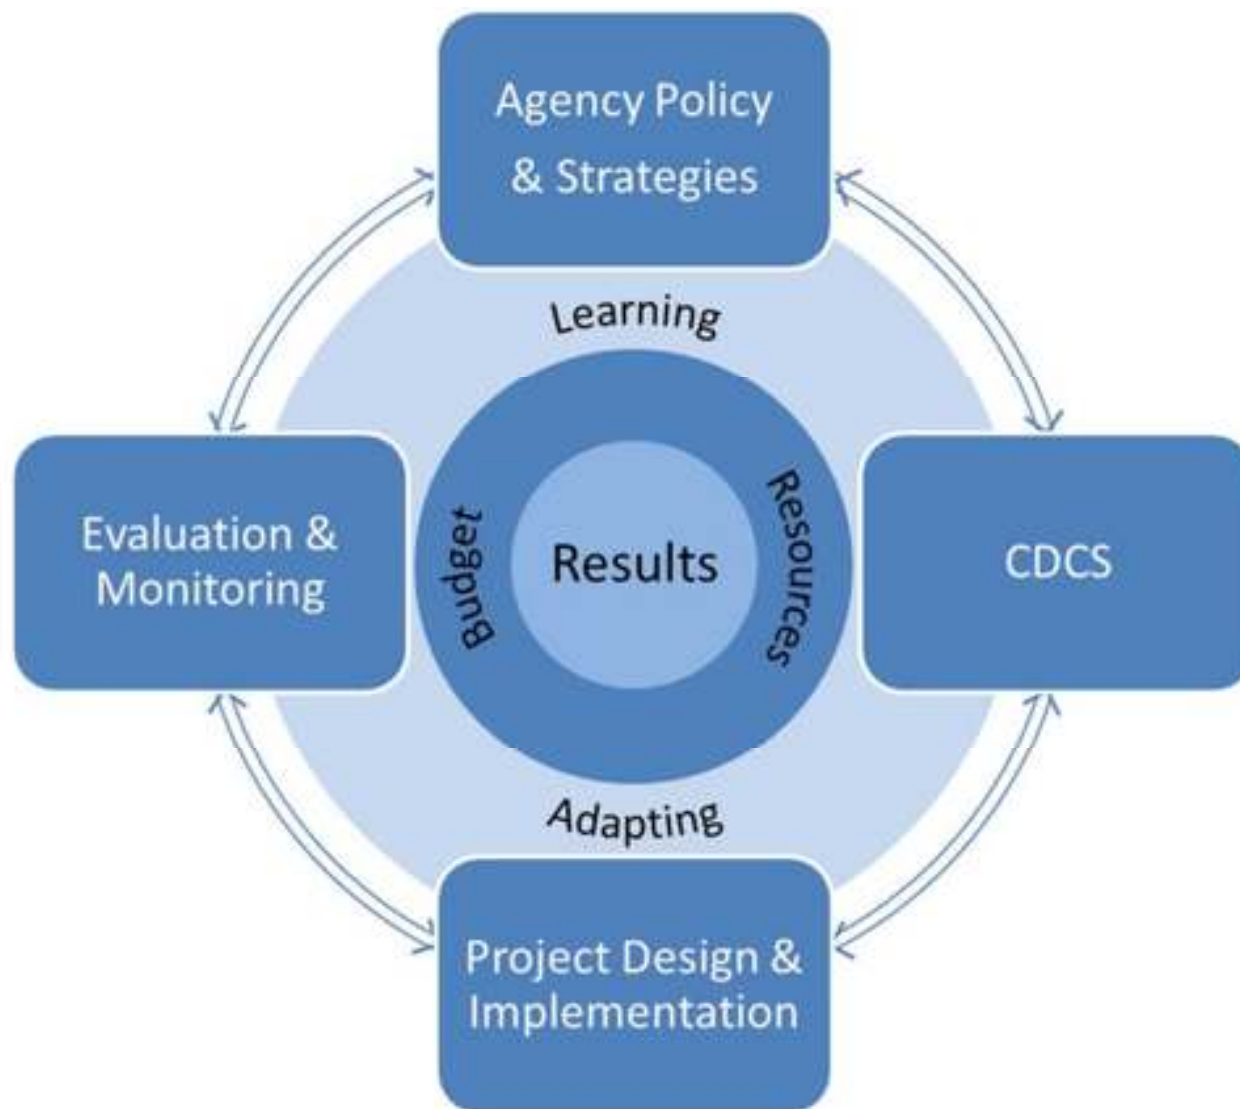 Agency Policy
& Strategies
Learning
Evaluation &
Monitoring
Budget
Results
Resources
CDCS
Adapting
Project Design &
Implementation